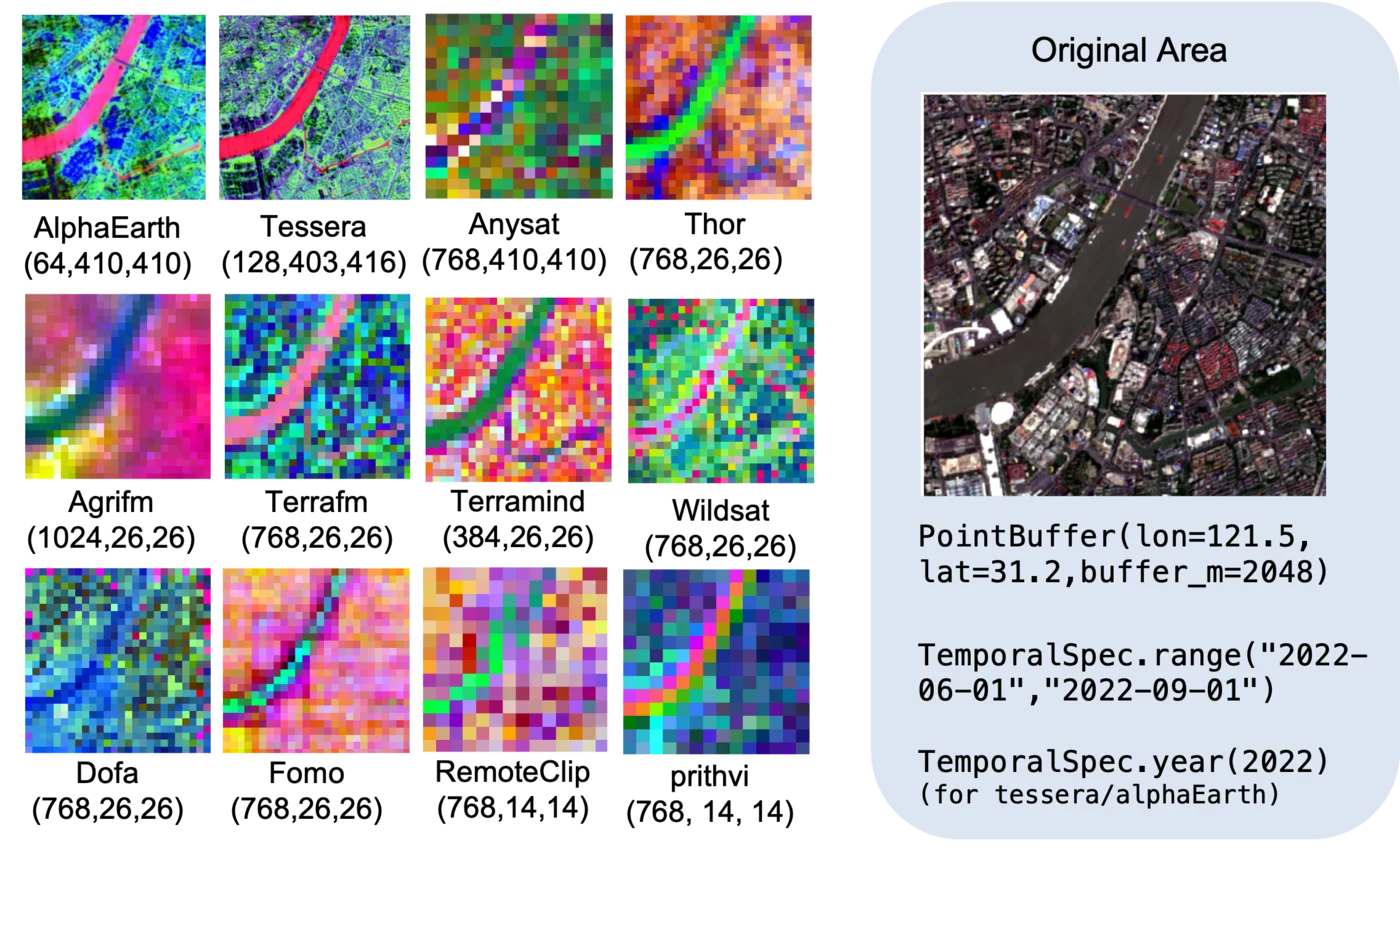 AlphaEarth
(64,410,410)
Tessera
(128,403,416)
Anysat
(768,410,410)
Thor
(768,26,26)
Agrifm
(1024,26,26)
Terrafm
(768,26,26)
Terramind
(384,26,26)
Wildsat
(768,26,26)
Dofa
(768,26,26)
Fomo
(768,26,26)
RemoteClip
(768,14,14)
prithvi
(768, 14, 14)
Original Area
PointBuffer(lon=121.5,
lat=31.2,buffer_m=2048)
TemporalSpec.range("2022-
06-01","2022-09-01")
TemporalSpec.year(2022)
(for tessera/alphaEarth)